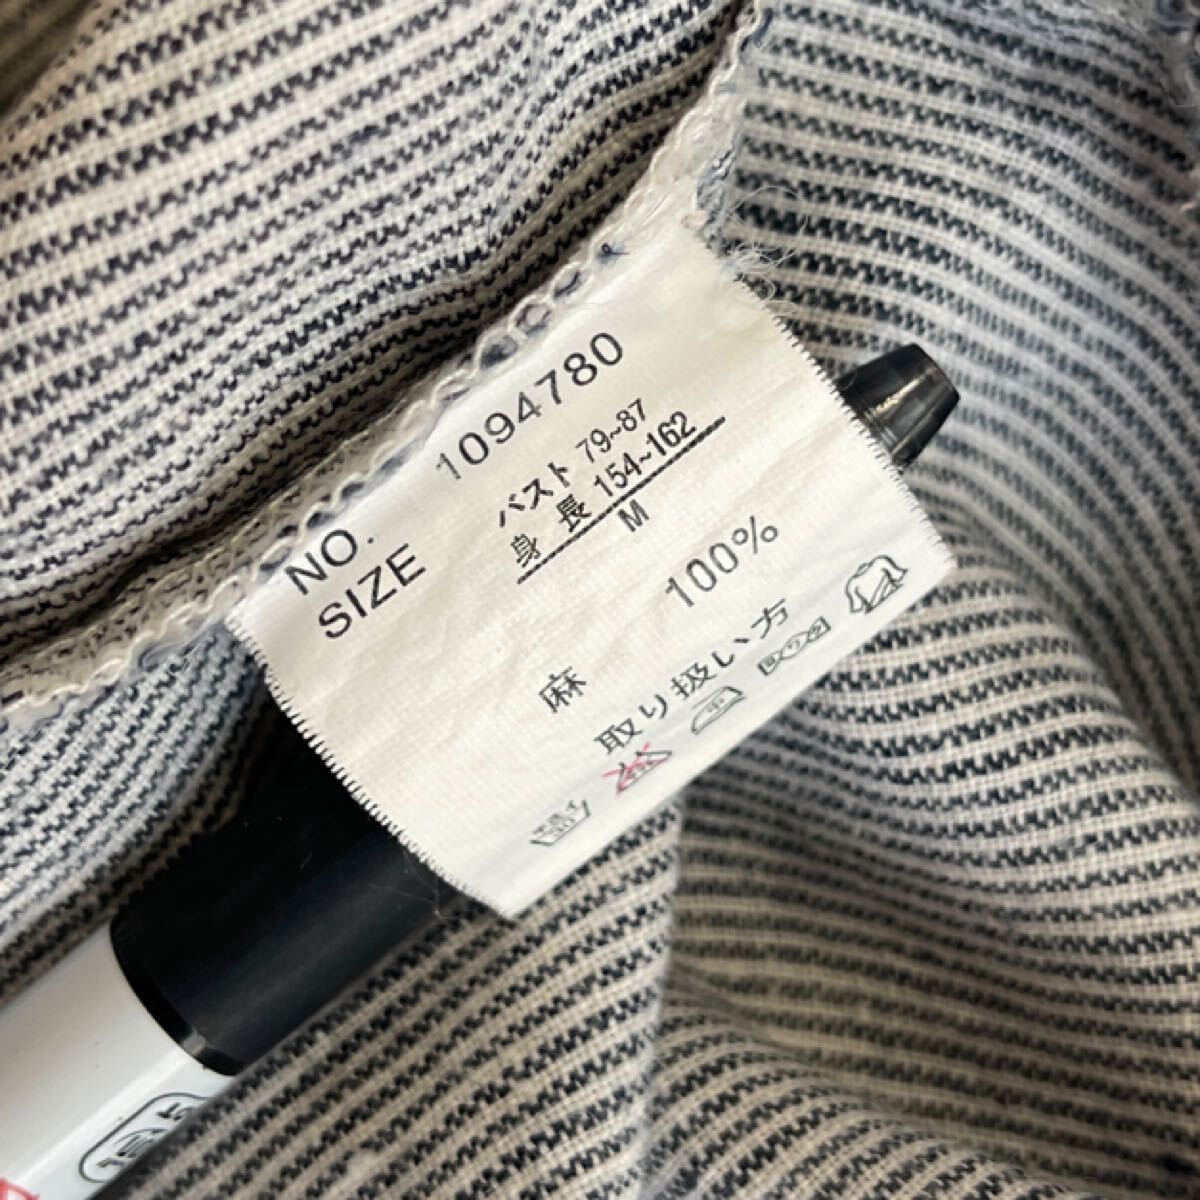 NO. 1094780
SIZE バスト 79~87
身長 154~162
M
麻 100%
取り扱い方
中